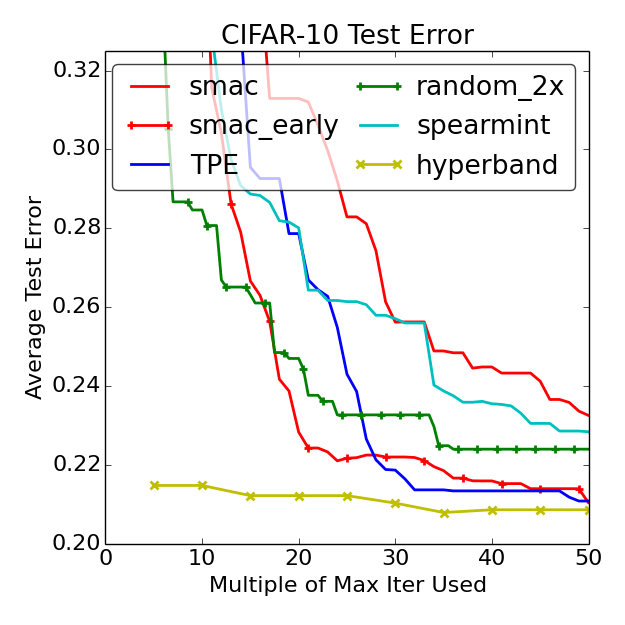 CIFAR-10 Test Error
0.32
0.30
0.28
0.26
0.24
0.22
0.20
Average Test Error
smac
smac_early
TPE
random_2x
spearmint
hyperband
0 10 20 30 40 50
Multiple of Max Iter Used